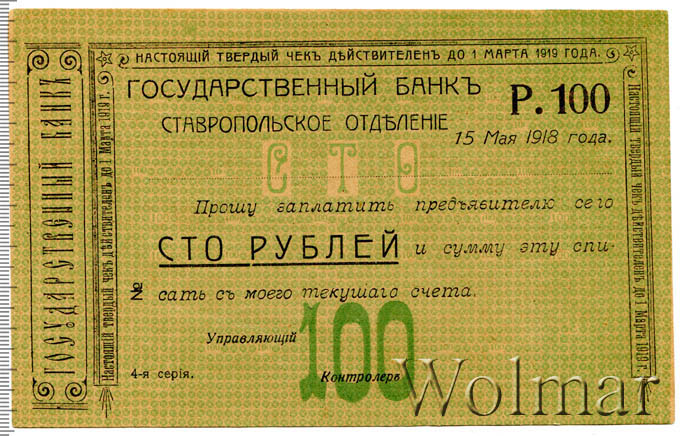 НАСТОЯЩІЙ ТВЕРДЫЙ ЧЕКЪ ДѢЙСТВИТЕЛЕНЪ ДО 1 МАРТА 1919 ГОДА.
ГОСУДАРСТВЕННЫЙ БАНКЪ
Р. 100
СТАВРОПОЛЬСКОЕ ОТДѢЛЕНІЕ
15 Мая 1918 года.
СТО
Прошу заплатить предъявителю сего
СТО РУБЛЕЙ и сумму эту спи-
№ сать съ моего текущаго счета.
Управляющій
100
4-я серія.
Контролеръ
ГОСУДАРСТВЕННЫЙ БАНКЪ
Настоящій твердый чекъ дѣйствителенъ до 1 Марта 1919 г.
Настоящій твердый чекъ дѣйствителенъ до 1 Марта 1919 г.
Wolmar